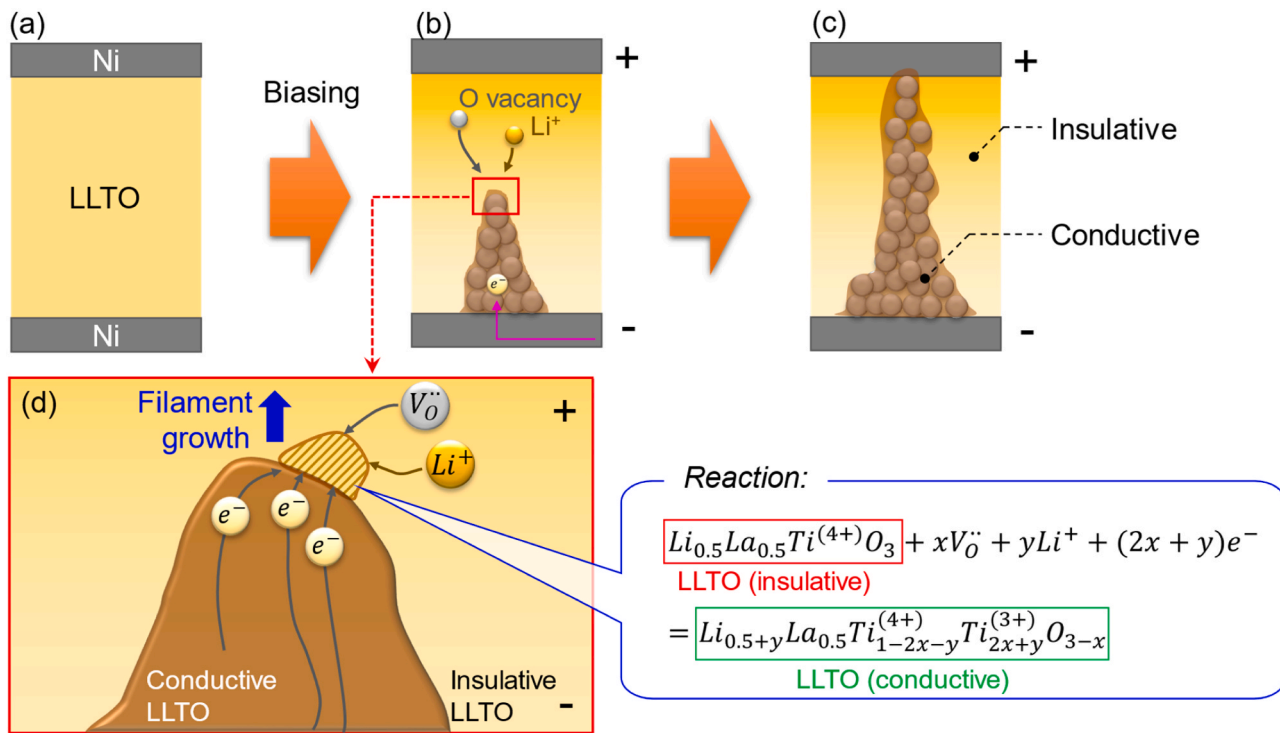 (a)
Ni
LLTO
Ni
Biasing
(b)
+
O vacancy
Li⁺
e⁻
-
(c)
+
Insulative
Conductive
-
(d)
Filament
growth
+
V_O^{··}
Li⁺
e⁻
e⁻
e⁻
Conductive
LLTO
Insulative
LLTO
-
Reaction:
Li_{0.5}La_{0.5}Ti^{(4+)}O_3 + xV_O^{··} + yLi^+ + (2x + y)e^-
LLTO (insulative)
= Li_{0.5+y}La_{0.5}Ti_{1-2x-y}^{(4+)}Ti_{2x+y}^{(3+)}O_{3-x}
LLTO (conductive)